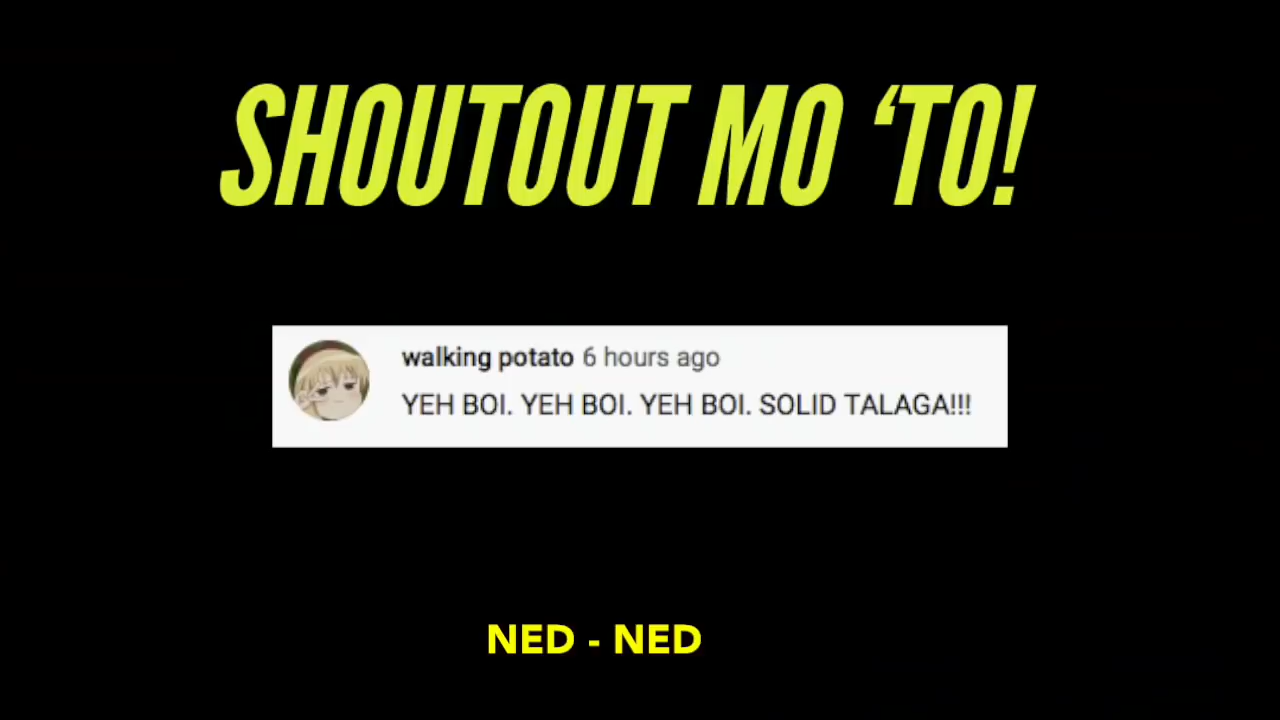 SHOUTOUT MO ‘TO!
walking potato 6 hours ago
YEH BOI. YEH BOI. YEH BOI. SOLID TALAGA!!!
NED - NED